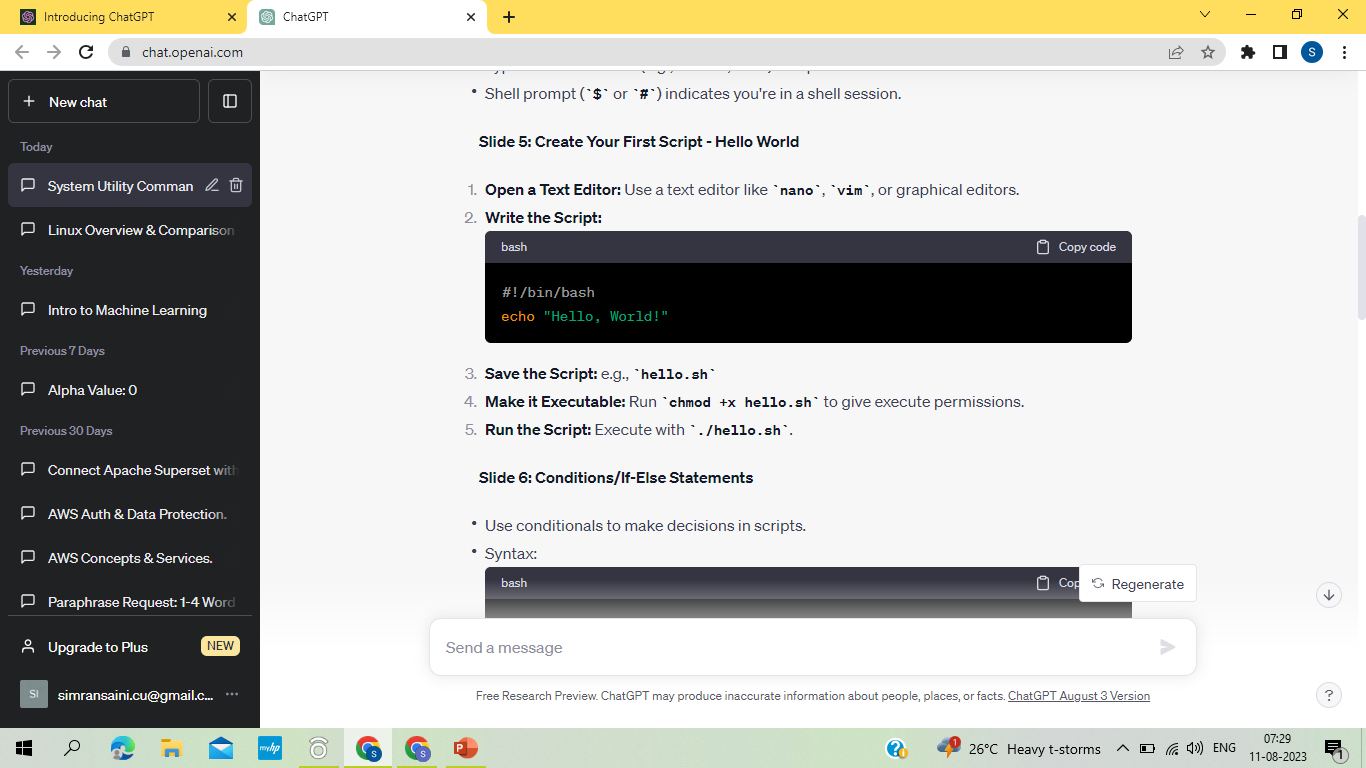 Introducing ChatGPT
ChatGPT
chat.openai.com
S
New chat
Today
System Utility Comman
Linux Overview & Comparison
Yesterday
Intro to Machine Learning
Previous 7 Days
Alpha Value: 0
Previous 30 Days
Connect Apache Superset with
AWS Auth & Data Protection.
AWS Concepts & Services.
Paraphrase Request: 1-4 Word
Upgrade to Plus NEW
SI simransaini.cu@gmail.c...
• Shell prompt (`$` or `#`) indicates you're in a shell session.
Slide 5: Create Your First Script - Hello World
1. Open a Text Editor: Use a text editor like `nano`, `vim`, or graphical editors.
2. Write the Script:
bash Copy code
#!/bin/bash
echo "Hello, World!"
3. Save the Script: e.g., `hello.sh`
4. Make it Executable: Run `chmod +x hello.sh` to give execute permissions.
5. Run the Script: Execute with `./hello.sh`.
Slide 6: Conditions/If-Else Statements
• Use conditionals to make decisions in scripts.
• Syntax:
bash Cop
Regenerate
Send a message
Free Research Preview. ChatGPT may produce inaccurate information about people, places, or facts. ChatGPT August 3 Version
?
26°C Heavy t-storms ENG 07:29
11-08-2023